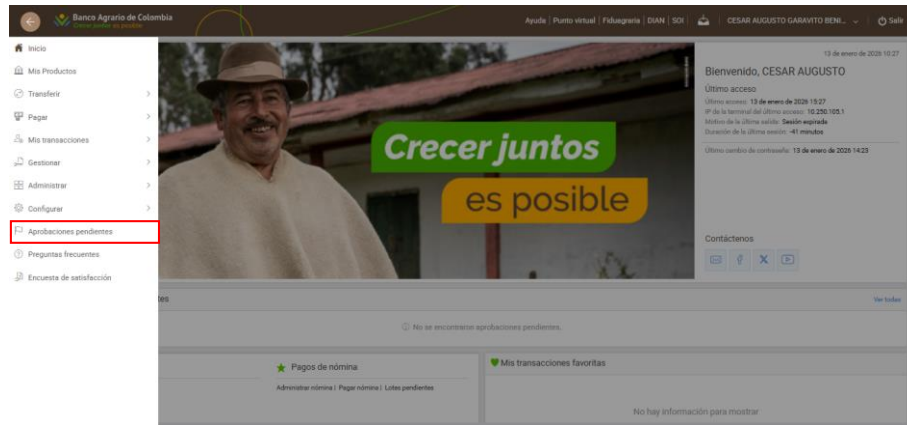 Banco Agrario de Colombia
Crecer juntos es posible
Ayuda | Punto virtual | Fiduagraria | DIAN | SOI |
CESAR AUGUSTO GARAVITO BENI...
Salir
Inicio
Mis Productos
Transferir
Pagar
Mis transacciones
Gestionar
Administrar
Configurar
Aprobaciones pendientes
Preguntas frecuentes
Encuesta de satisfacción
Crecer juntos
es posible
13 de enero de 2026 10:27
Bienvenido, CESAR AUGUSTO
Último acceso
Último acceso: 13 de enero de 2026 15:27
IP de la terminal del último acceso: 10.250.105.1
Motivo de la última salida: Sesión expirada
Duración de la última sesión: -41 minutos
Último cambio de contraseña: 13 de enero de 2026 14:23
Contáctenos
tes
Ver todas
No se encontraron aprobaciones pendientes.
Pagos de nómina
Administrar nómina | Pagar nómina | Lotes pendientes
Mis transacciones favoritas
No hay información para mostrar